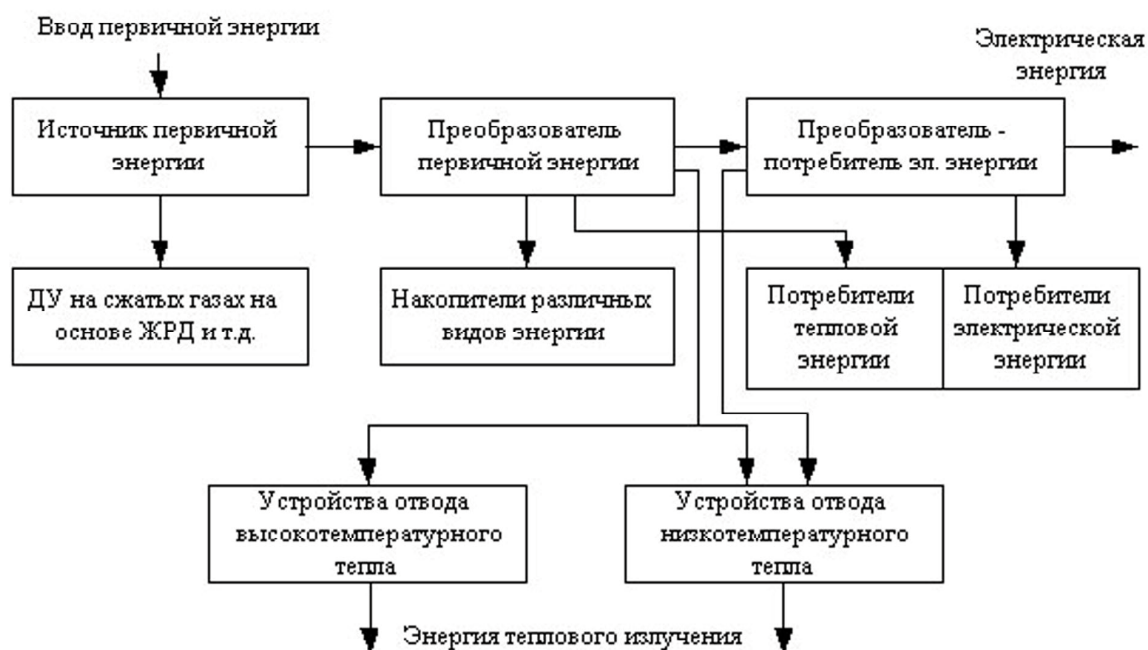 Ввод первичной энергии
Электрическая
энергия
Источник первичной
энергии
Преобразователь
первичной энергии
Преобразователь -
потребитель эл. энергии
ДУ на сжатых газах на
основе ЖРД и т.д.
Накопители различных
видов энергии
Потребители
тепловой
энергии
Потребители
электрической
энергии
Устройства отвода
высокотемпературного
тепла
Устройства отвода
низкотемпературного
тепла
Энергия теплового излучения